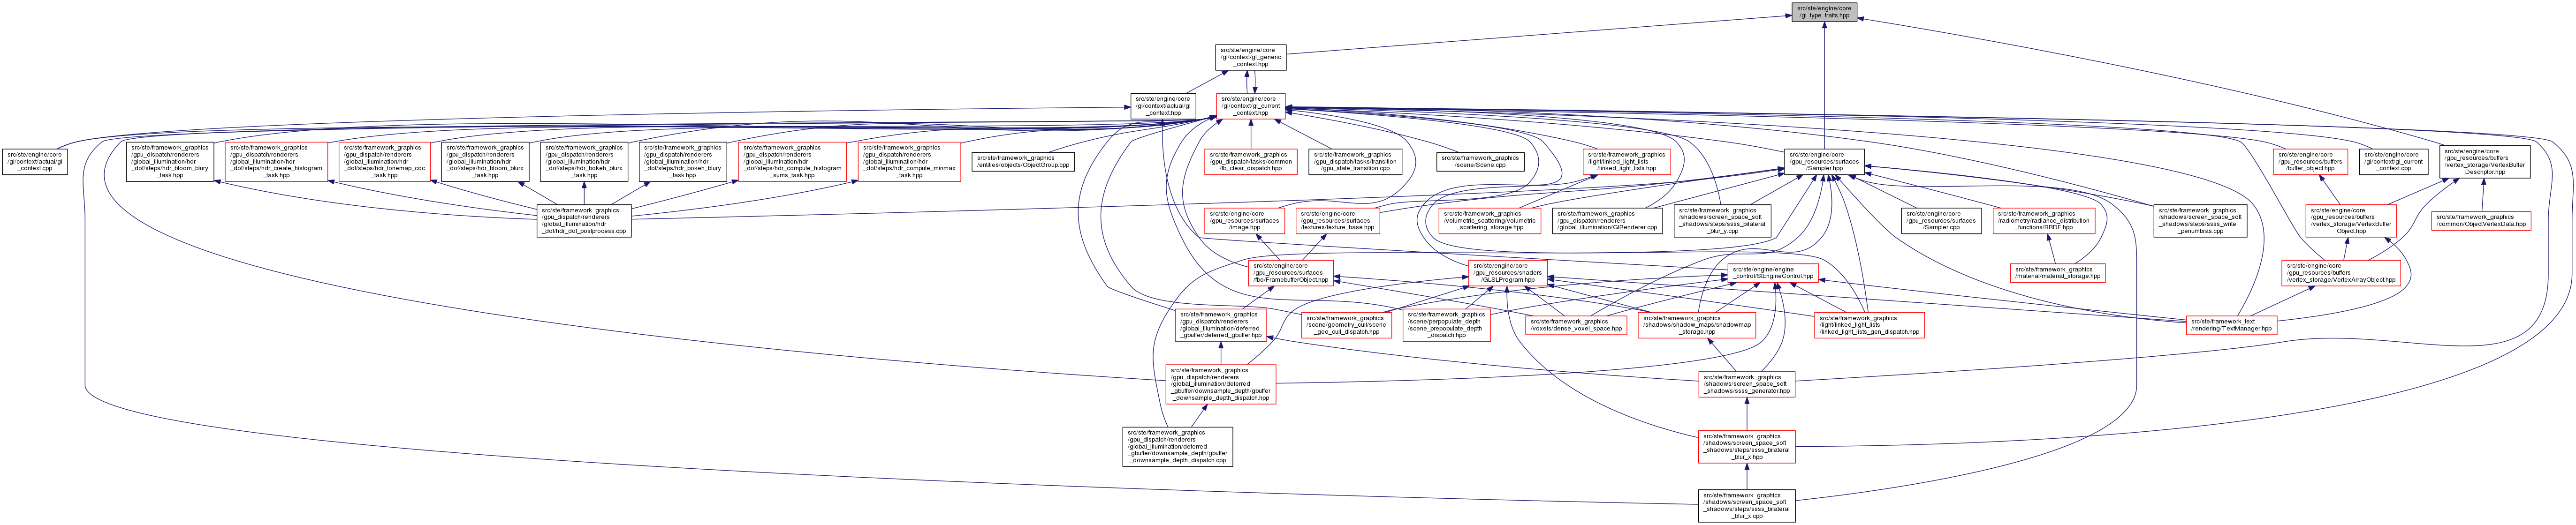 src/ste/engine/core
/gl_type_traits.hpp
src/ste/engine/core
/gl/context/gl_generic
_context.hpp
src/ste/engine/core
/gl/context/actual/gl
_context.hpp
src/ste/engine/core
/gl/context/gl_current
_context.hpp
src/ste/engine/core
/gl/context/actual/gl
_context.cpp
src/ste/framework_graphics
/gpu_dispatch/renderers
/global_illumination/hdr
_dof/steps/hdr_bloom_blury
_task.hpp
src/ste/framework_graphics
/gpu_dispatch/renderers
/global_illumination/hdr
_dof/steps/hdr_create_histogram
_task.hpp
src/ste/framework_graphics
/gpu_dispatch/renderers
/global_illumination/hdr
_dof/steps/hdr_tonemap_coc
_task.hpp
src/ste/framework_graphics
/gpu_dispatch/renderers
/global_illumination/hdr
_dof/steps/hdr_bloom_blurx
_task.hpp
src/ste/framework_graphics
/gpu_dispatch/renderers
/global_illumination/hdr
_dof/steps/hdr_bokeh_blurx
_task.hpp
src/ste/framework_graphics
/gpu_dispatch/renderers
/global_illumination/hdr
_dof/steps/hdr_bokeh_blury
_task.hpp
src/ste/framework_graphics
/gpu_dispatch/renderers
/global_illumination/hdr
_dof/steps/hdr_compute_histogram
_sums_task.hpp
src/ste/framework_graphics
/gpu_dispatch/renderers
/global_illumination/hdr
_dof/steps/hdr_compute_minmax
_task.hpp
src/ste/framework_graphics
/entities/objects/ObjectGroup.cpp
src/ste/framework_graphics
/gpu_dispatch/tasks/common
/fb_clear_dispatch.hpp
src/ste/framework_graphics
/gpu_dispatch/tasks/transition
/gpu_state_transition.cpp
src/ste/framework_graphics
/scene/Scene.cpp
src/ste/framework_graphics
/light/linked_light_lists
/linked_light_lists.hpp
src/ste/engine/core
/gpu_resources/surfaces
/Sampler.hpp
src/ste/engine/core
/gpu_resources/buffers
/buffer_object.hpp
src/ste/engine/core
/gl/context/gl_current
_context.cpp
src/ste/engine/core
/gpu_resources/buffers
/vertex_storage/VertexBuffer
Descriptor.hpp
src/ste/framework_graphics
/gpu_dispatch/renderers
/global_illumination/hdr
_dof/hdr_dof_postprocess.cpp
src/ste/engine/core
/gpu_resources/surfaces
/image.hpp
src/ste/engine/core
/gpu_resources/surfaces
/textures/texture_base.hpp
src/ste/framework_graphics
/volumetric_scattering/volumetric
_scattering_storage.hpp
src/ste/framework_graphics
/gpu_dispatch/renderers
/global_illumination/GIRenderer.cpp
src/ste/framework_graphics
/shadows/screen_space_soft
_shadows/steps/ssss_bilateral
_blur_y.cpp
src/ste/engine/core
/gpu_resources/surfaces
/Sampler.cpp
src/ste/framework_graphics
/radiometry/radiance_distribution
_functions/BRDF.hpp
src/ste/framework_graphics
/shadows/screen_space_soft
_shadows/steps/ssss_write
_penumbras.cpp
src/ste/engine/core
/gpu_resources/buffers
/vertex_storage/VertexBuffer
Object.hpp
src/ste/framework_graphics
/common/ObjectVertexData.hpp
src/ste/engine/core
/gpu_resources/surfaces
/fbo/FramebufferObject.hpp
src/ste/engine/core
/gpu_resources/shaders
/GLSLProgram.hpp
src/ste/engine/engine
_control/StEngineControl.hpp
src/ste/framework_graphics
/material/material_storage.hpp
src/ste/engine/core
/gpu_resources/buffers
/vertex_storage/VertexArrayObject.hpp
src/ste/framework_graphics
/gpu_dispatch/renderers
/global_illumination/deferred
_gbuffer/deferred_gbuffer.hpp
src/ste/framework_graphics
/scene/geometry_cull/scene
_geo_cull_dispatch.hpp
src/ste/framework_graphics
/scene/perpopulate_depth
/scene_prepopulate_depth
_dispatch.hpp
src/ste/framework_graphics
/voxels/dense_voxel_space.hpp
src/ste/framework_graphics
/shadows/shadow_maps/shadowmap
_storage.hpp
src/ste/framework_graphics
/light/linked_light_lists
/linked_light_lists_gen_dispatch.hpp
src/ste/framework_text
/rendering/TextManager.hpp
src/ste/framework_graphics
/gpu_dispatch/renderers
/global_illumination/deferred
_gbuffer/downsample_depth/gbuffer
_downsample_depth_dispatch.hpp
src/ste/framework_graphics
/shadows/screen_space_soft
_shadows/ssss_generator.hpp
src/ste/framework_graphics
/gpu_dispatch/renderers
/global_illumination/deferred
_gbuffer/downsample_depth/gbuffer
_downsample_depth_dispatch.cpp
src/ste/framework_graphics
/shadows/screen_space_soft
_shadows/steps/ssss_bilateral
_blur_x.hpp
src/ste/framework_graphics
/shadows/screen_space_soft
_shadows/steps/ssss_bilateral
_blur_x.cpp